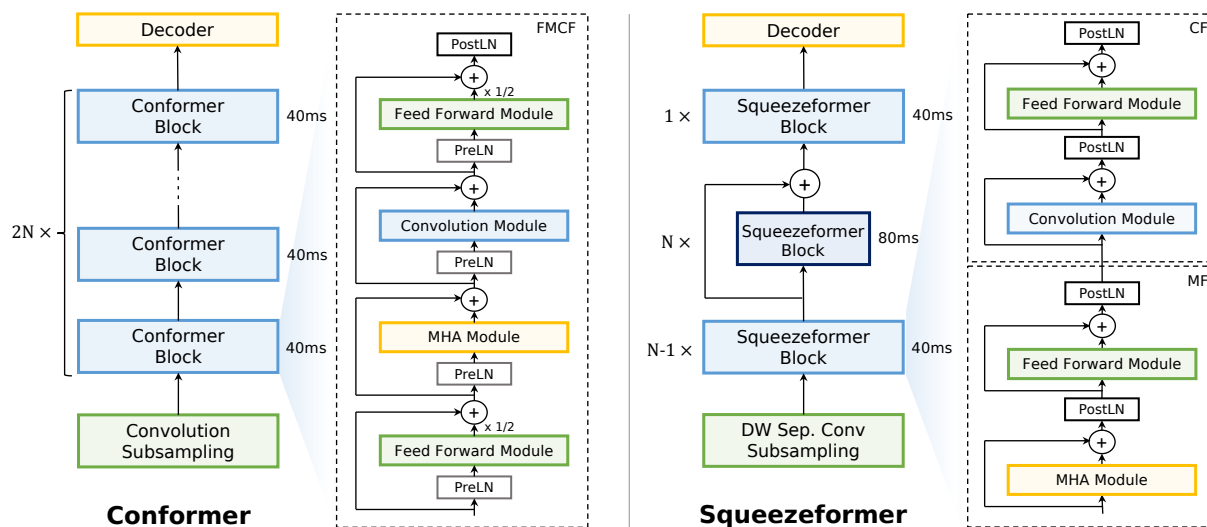 Decoder
Conformer
Block
40ms
2N ×
Conformer
Block
40ms
Conformer
Block
40ms
Convolution
Subsampling
Conformer
FMCF
PostLN
+
x 1/2
Feed Forward Module
PreLN
+
Convolution Module
PreLN
+
MHA Module
PreLN
+
x 1/2
Feed Forward Module
PreLN
Decoder
1 ×
Squeezeformer
Block
40ms
+
N ×
Squeezeformer
Block
80ms
N-1 ×
Squeezeformer
Block
40ms
DW Sep. Conv
Subsampling
Squeezeformer
CF
PostLN
+
Feed Forward Module
PostLN
+
Convolution Module
MF
PostLN
+
Feed Forward Module
PostLN
+
MHA Module